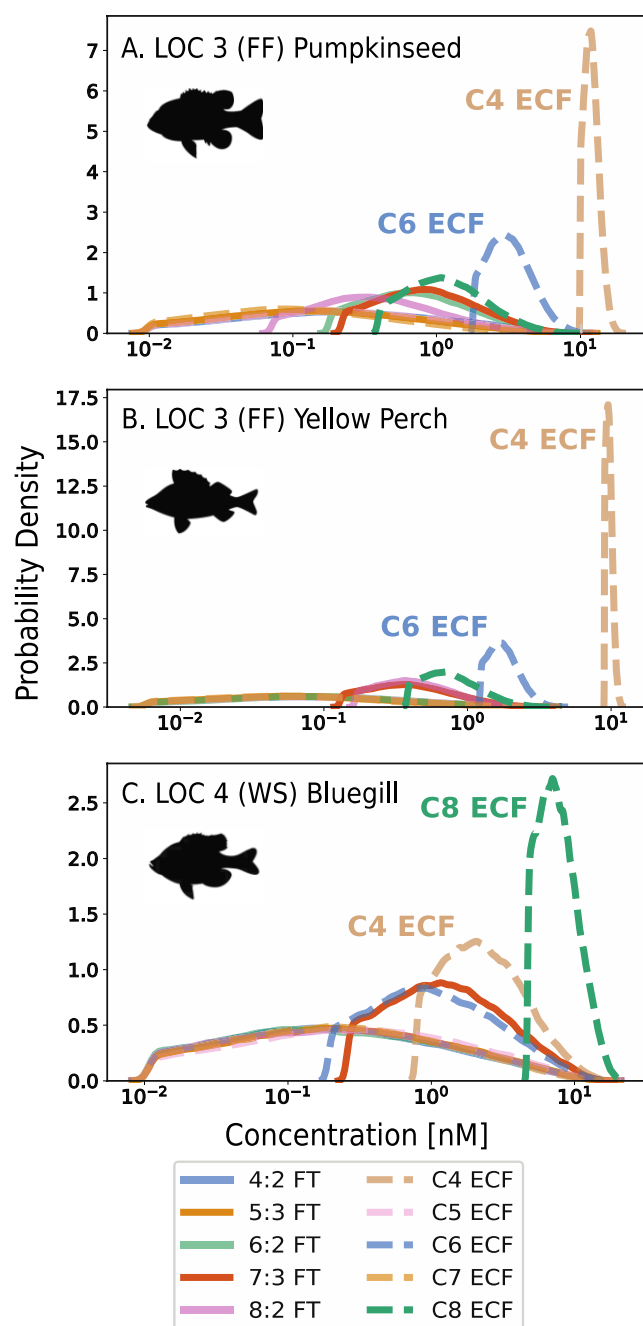 A. LOC 3 (FF) Pumpkinseed
C4 ECF
C6 ECF
7
6
5
4
3
2
1
0
10⁻² 10⁻¹ 10⁰ 10¹
B. LOC 3 (FF) Yellow Perch
C4 ECF
C6 ECF
17.5
15.0
12.5
10.0
7.5
5.0
2.5
0.0
10⁻² 10⁻¹ 10⁰ 10¹
Probability Density
C. LOC 4 (WS) Bluegill
C8 ECF
C4 ECF
2.5
2.0
1.5
1.0
0.5
0.0
10⁻² 10⁻¹ 10⁰ 10¹
Concentration [nM]
4:2 FT
5:3 FT
6:2 FT
7:3 FT
8:2 FT
C4 ECF
C5 ECF
C6 ECF
C7 ECF
C8 ECF